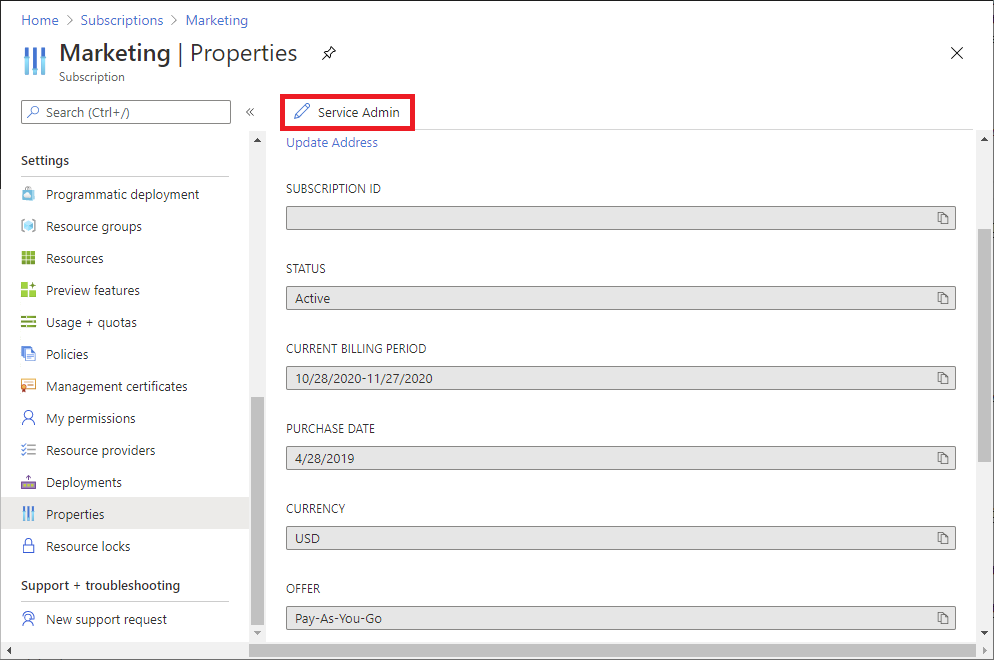 Home > Subscriptions > Marketing
Marketing | Properties
Subscription
Search (Ctrl+/)
«
Service Admin
Update Address
Settings
Programmatic deployment
Resource groups
Resources
Preview features
Usage + quotas
Policies
Management certificates
My permissions
Resource providers
Deployments
Properties
Resource locks
Support + troubleshooting
New support request
SUBSCRIPTION ID
STATUS
Active
CURRENT BILLING PERIOD
10/28/2020-11/27/2020
PURCHASE DATE
4/28/2019
CURRENCY
USD
OFFER
Pay-As-You-Go